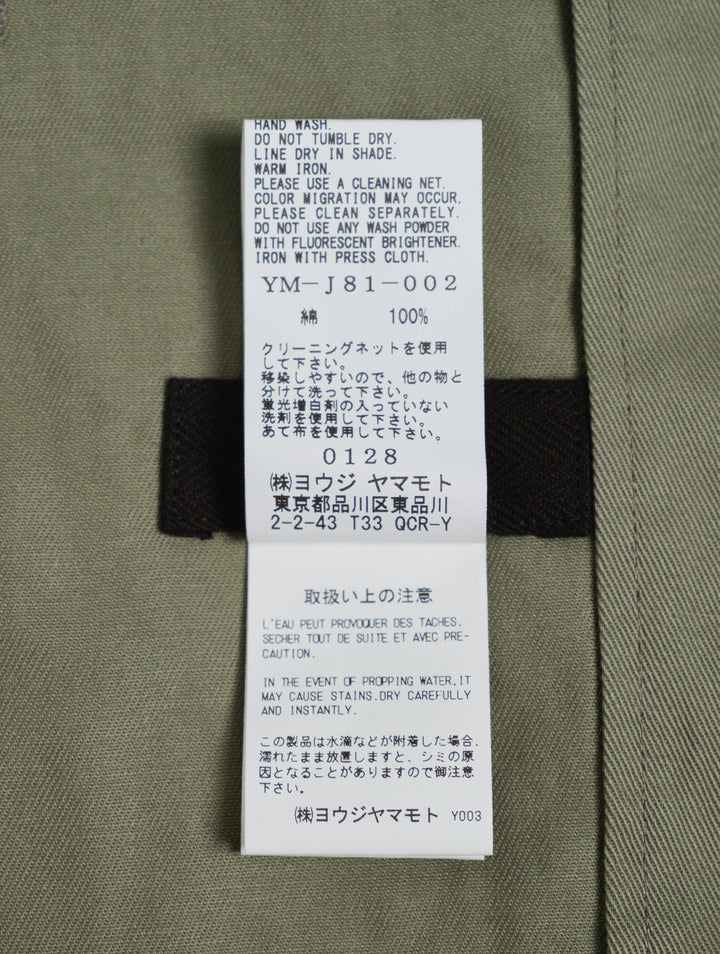 HAND WASH.
DO NOT TUMBLE DRY.
LINE DRY IN SHADE.
WARM IRON.
PLEASE USE A CLEANING NET.
COLOR MIGRATION MAY OCCUR,
PLEASE CLEAN SEPARATELY.
DO NOT USE ANY WASH POWDER
WITH FLUORESCENT BRIGHTENER.
IRON WITH PRESS CLOTH.
YM-J81-002
綿 100%
クリーニングネットを使用
して下さい。
移染しやすいので、他の物と
分けて洗って下さい。
蛍光増白剤の入っていない
洗剤を使用して下さい。
あて布を使用して下さい。
0128
㈱ヨウジ ヤマモト
東京都品川区東品川
2-2-43 T33 QCR-Y
取扱い上の注意
L'EAU PEUT PROVOQUER DES TACHES.
SECHER TOUT DE SUITE ET AVEC PRE-
CAUTION.
IN THE EVENT OF PROPPING WATER,IT
MAY CAUSE STAINS.DRY CAREFULLY
AND INSTANTLY.
この製品は水滴などが附着した場合、
濡れたまま放置しますと、シミの原
因となることがありますので御注意
下さい。
㈱ヨウジヤマモト Y003